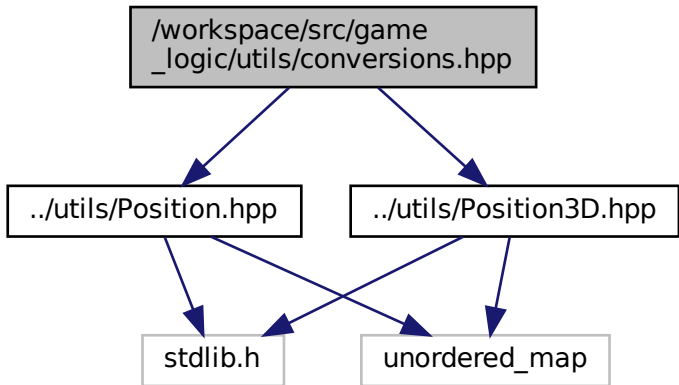 /workspace/src/game
_logic/utils/conversions.hpp
../utils/Position.hpp
../utils/Position3D.hpp
stdlib.h
unordered_map